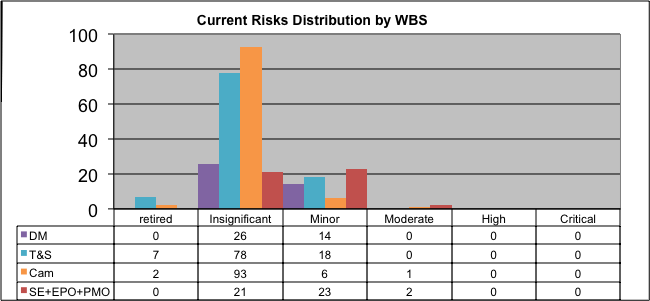 Current Risks Distribution by WBS
100
80
60
40
20
0
retired Insignificant Minor Moderate High Critical
DM 0 26 14 0 0 0
T&S 7 78 18 0 0 0
Cam 2 93 6 1 0 0
SE+EPO+PMO 0 21 23 2 0 0